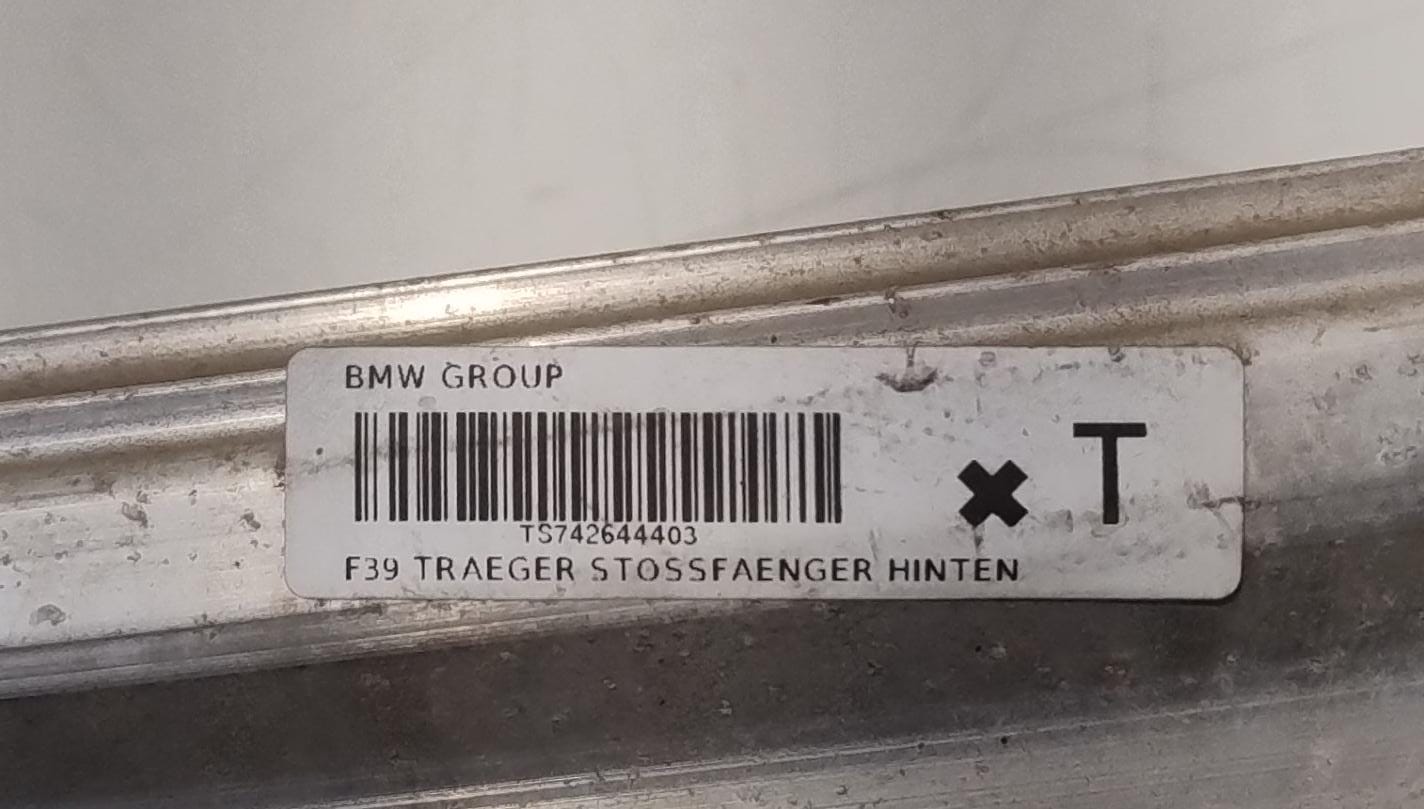 BMW GROUP
T
TS742644403
F39 TRAEGER STOSSFAENGER HINTEN